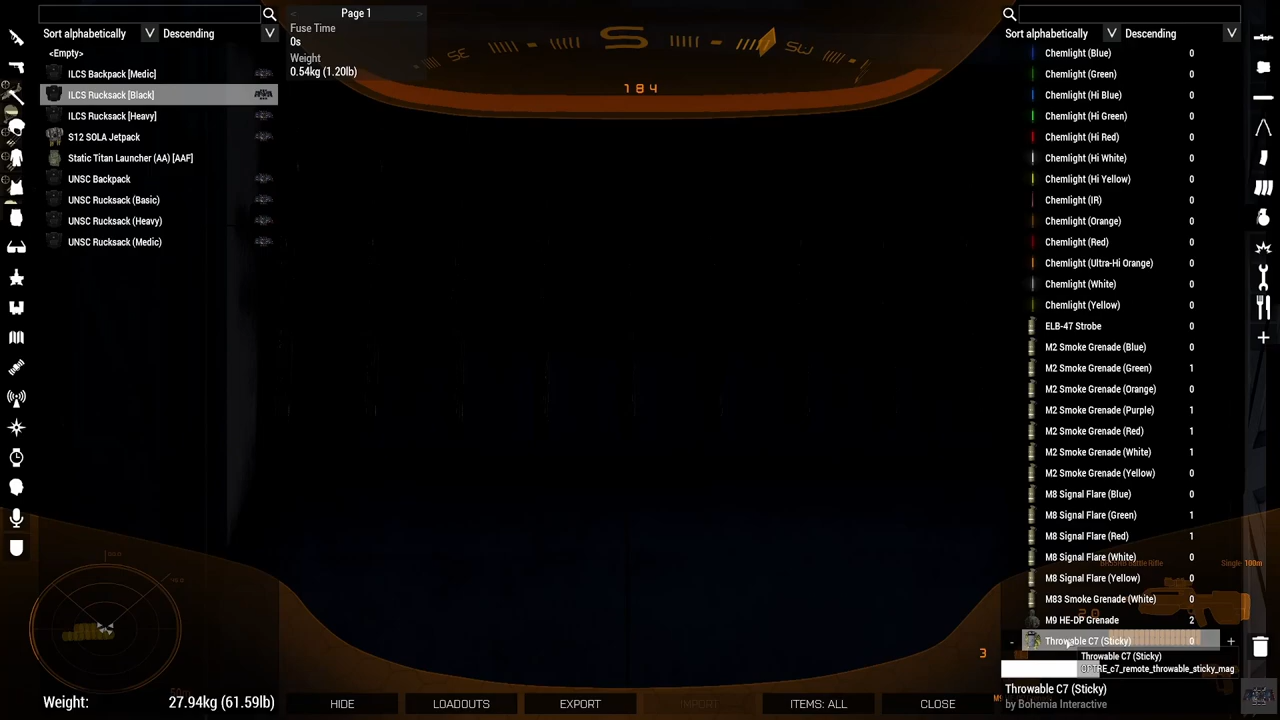 Sort alphabetically
Descending
<Empty>
ILCS Backpack [Medic]
ILCS Rucksack [Black]
ILCS Rucksack [Heavy]
S12 SOLA Jetpack
Static Titan Launcher (AA) [AAF]
UNSC Backpack
UNSC Rucksack (Basic)
UNSC Rucksack (Heavy)
UNSC Rucksack (Medic)
< Page 1 >
Fuse Time
0s
Weight
0.54kg (1.20lb)
SE S SW
184
Sort alphabetically
Descending
Chemlight (Blue) 0
Chemlight (Green) 0
Chemlight (Hi Blue) 0
Chemlight (Hi Green) 0
Chemlight (Hi Red) 0
Chemlight (Hi White) 0
Chemlight (Hi Yellow) 0
Chemlight (IR) 0
Chemlight (Orange) 0
Chemlight (Red) 0
Chemlight (Ultra-Hi Orange) 0
Chemlight (White) 0
Chemlight (Yellow) 0
ELB-47 Strobe 0
M2 Smoke Grenade (Blue) 0
M2 Smoke Grenade (Green) 1
M2 Smoke Grenade (Orange) 0
M2 Smoke Grenade (Purple) 1
M2 Smoke Grenade (Red) 1
M2 Smoke Grenade (White) 1
M2 Smoke Grenade (Yellow) 0
M8 Signal Flare (Blue) 0
M8 Signal Flare (Green) 1
M8 Signal Flare (Red) 1
M8 Signal Flare (White) 0
Battle Rifle Single: 100m
M8 Signal Flare (Yellow) 0
M83 Smoke Grenade (White) 0
M9 HE-DP Grenade 2
- Throwable C7 (Sticky) 0 +
Throwable C7 (Sticky)
OPTRE_c7_remote_throwable_sticky_mag
3
Throwable C7 (Sticky)
by Bohemia Interactive
50m
Weight: 27.94kg (61.59lb)
HIDE
LOADOUTS
EXPORT
IMPORT
ITEMS: ALL
CLOSE